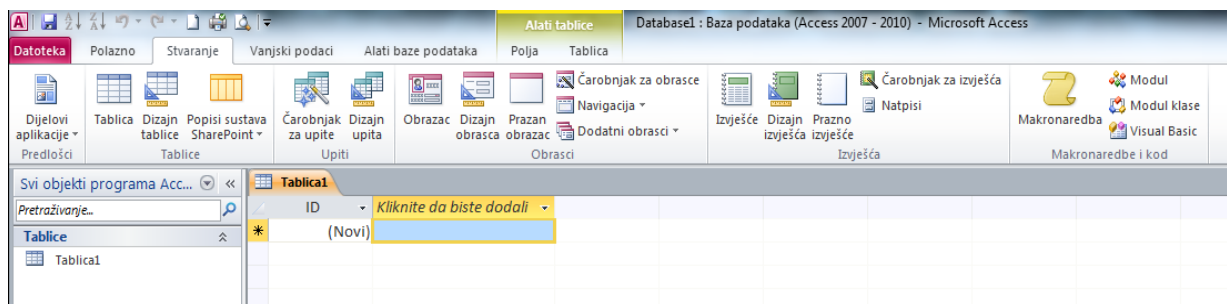 Alati tablice Database1 : Baza podataka (Access 2007 - 2010) - Microsoft Access
Datoteka Polazno Stvaranje Vanjski podaci Alati baze podataka Polja Tablica
Dijelovi aplikacije
Predlošci
Tablica
Dizajn tablice
Popisi sustava SharePoint
Tablice
Čarobnjak za upite
Dizajn upita
Upiti
Obrazac
Dizajn obrasca
Prazan obrazac
Čarobnjak za obrasce
Navigacija
Dodatni obrasci
Obrasci
Izvješće
Dizajn izvješća
Prazno izvješće
Čarobnjak za izvješća
Natpisi
Izvješća
Makronaredba
Modul
Modul klase
Visual Basic
Makronaredbe i kod
Svi objekti programa Acc...
Pretraživanje...
Tablice
Tablica1
Tablica1
ID Kliknite da biste dodali
(Novi)